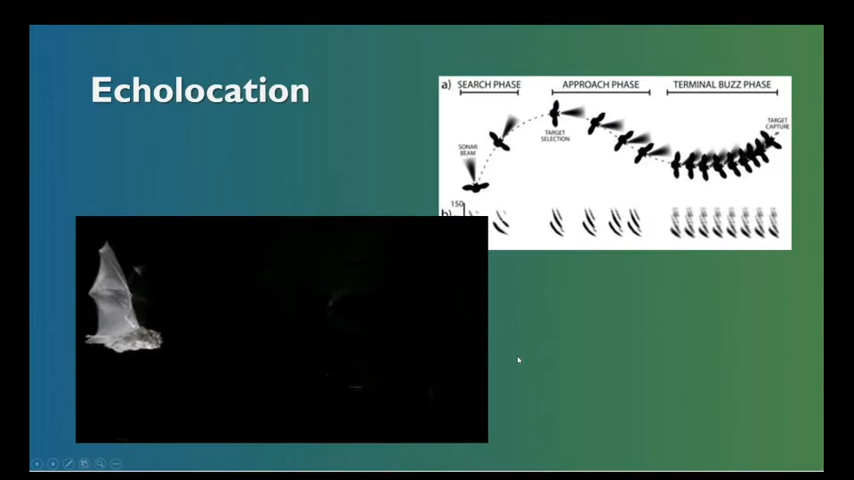 Echolocation
a) SEARCH PHASE APPROACH PHASE TERMINAL BUZZ PHASE
TARGET
CAPTURE
TARGET
SELECTION
SONAR
BEAM
150
b)